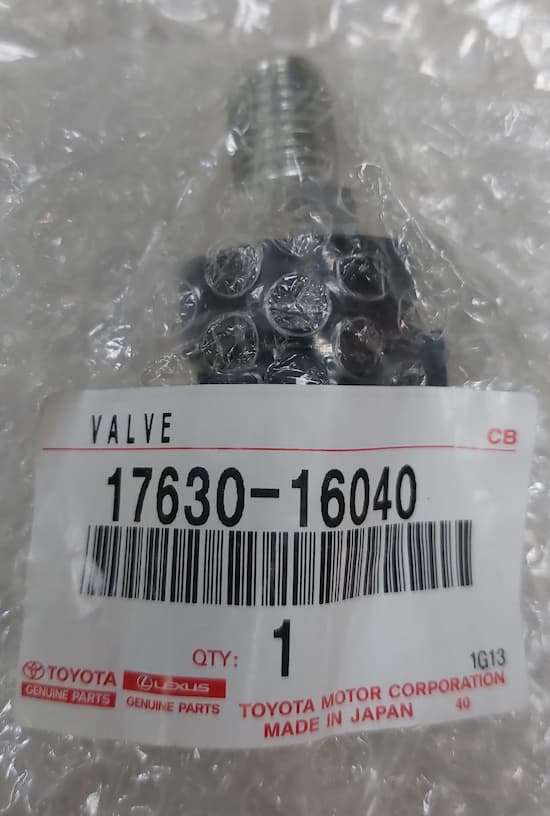 VALVE
CB
17630-16040
QTY: 1
1G13
TOYOTA
GENUINE PARTS
LEXUS
GENUINE PARTS
TOYOTA MOTOR CORPORATION
MADE IN JAPAN 40